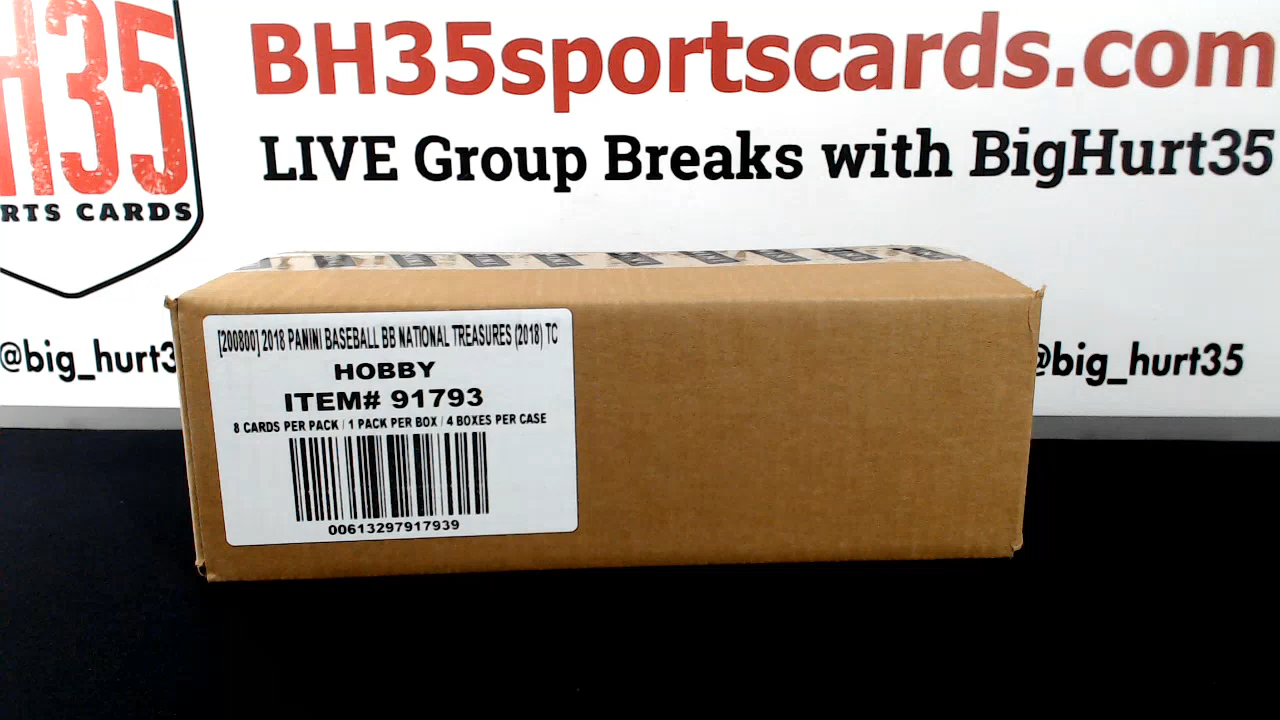 H35
RTS CARDS
BH35sportscards.com
LIVE Group Breaks with BigHurt35
@big_hurt3
@big_hurt35
[200800] 2018 PANINI BASEBALL BB NATIONAL TREASURES (2018) TC
HOBBY
ITEM# 91793
8 CARDS PER PACK / 1 PACK PER BOX / 4 BOXES PER CASE
00613297917939